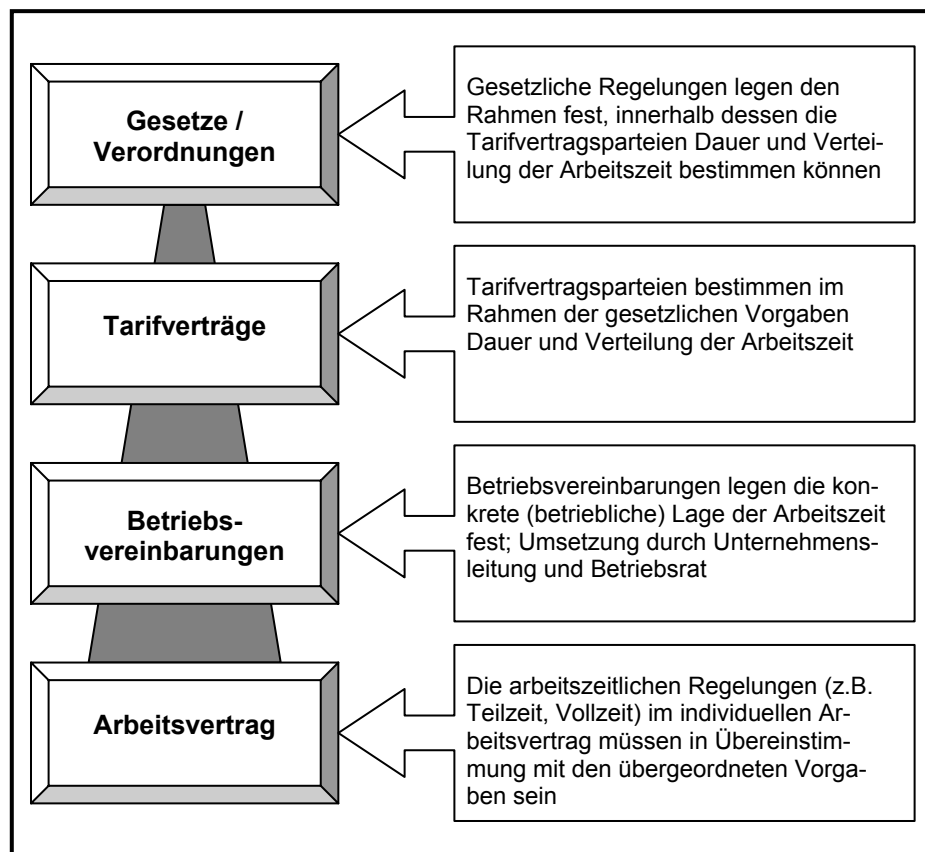 Gesetze /
Verordnungen
Gesetzliche Regelungen legen den
Rahmen fest, innerhalb dessen die
Tarifvertragsparteien Dauer und Vertei-
lung der Arbeitszeit bestimmen können
Tarifverträge
Tarifvertragsparteien bestimmen im
Rahmen der gesetzlichen Vorgaben
Dauer und Verteilung der Arbeitszeit
Betriebs-
vereinbarungen
Betriebsvereinbarungen legen die kon-
krete (betriebliche) Lage der Arbeitszeit
fest; Umsetzung durch Unternehmens-
leitung und Betriebsrat
Arbeitsvertrag
Die arbeitszeitlichen Regelungen (z.B.
Teilzeit, Vollzeit) im individuellen Ar-
beitsvertrag müssen in Übereinstim-
mung mit den übergeordneten Vorga-
ben sein